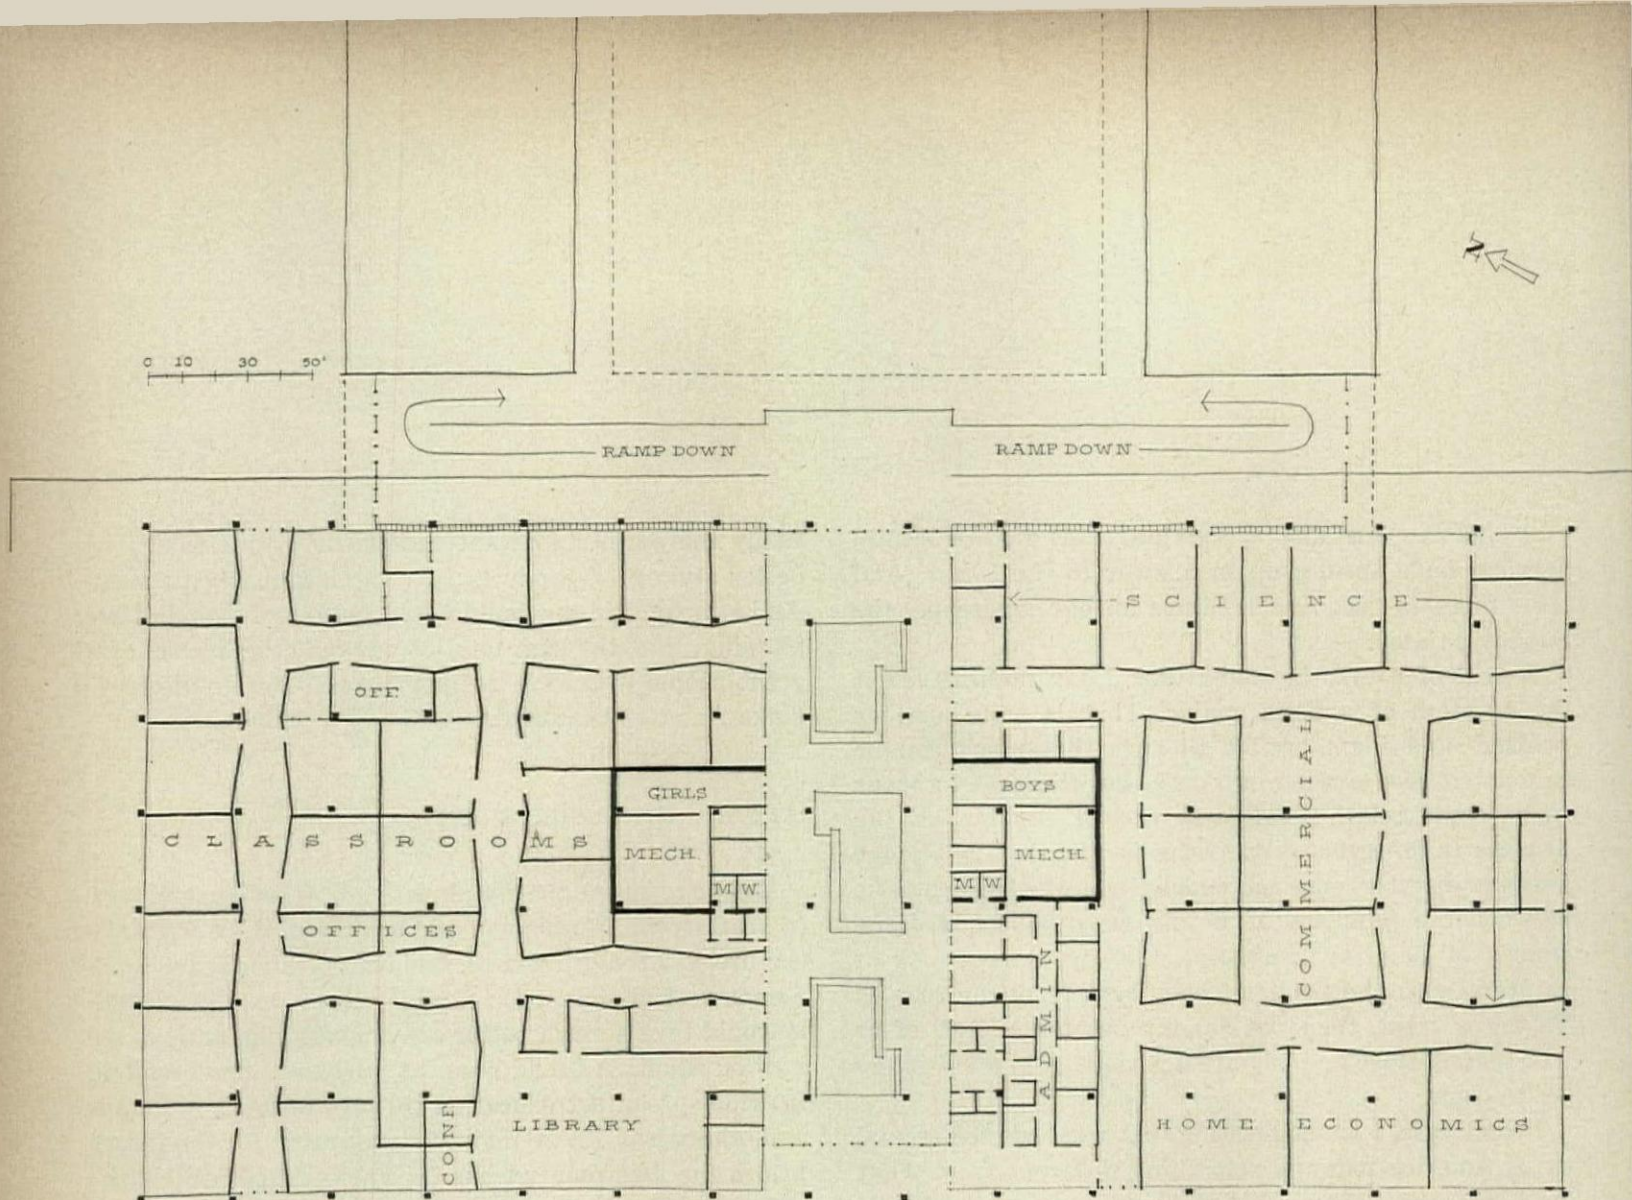 N
0 10 30 50'
RAMP DOWN
RAMP DOWN
SCIENCE
OFF.
GIRLS
BOYS
CLASSROOMS
MECH.
MECH.
M W.
M W.
COMMERCIAL
OFFICES
ADMIN
LIBRARY
CONF
HOME ECONOMICS